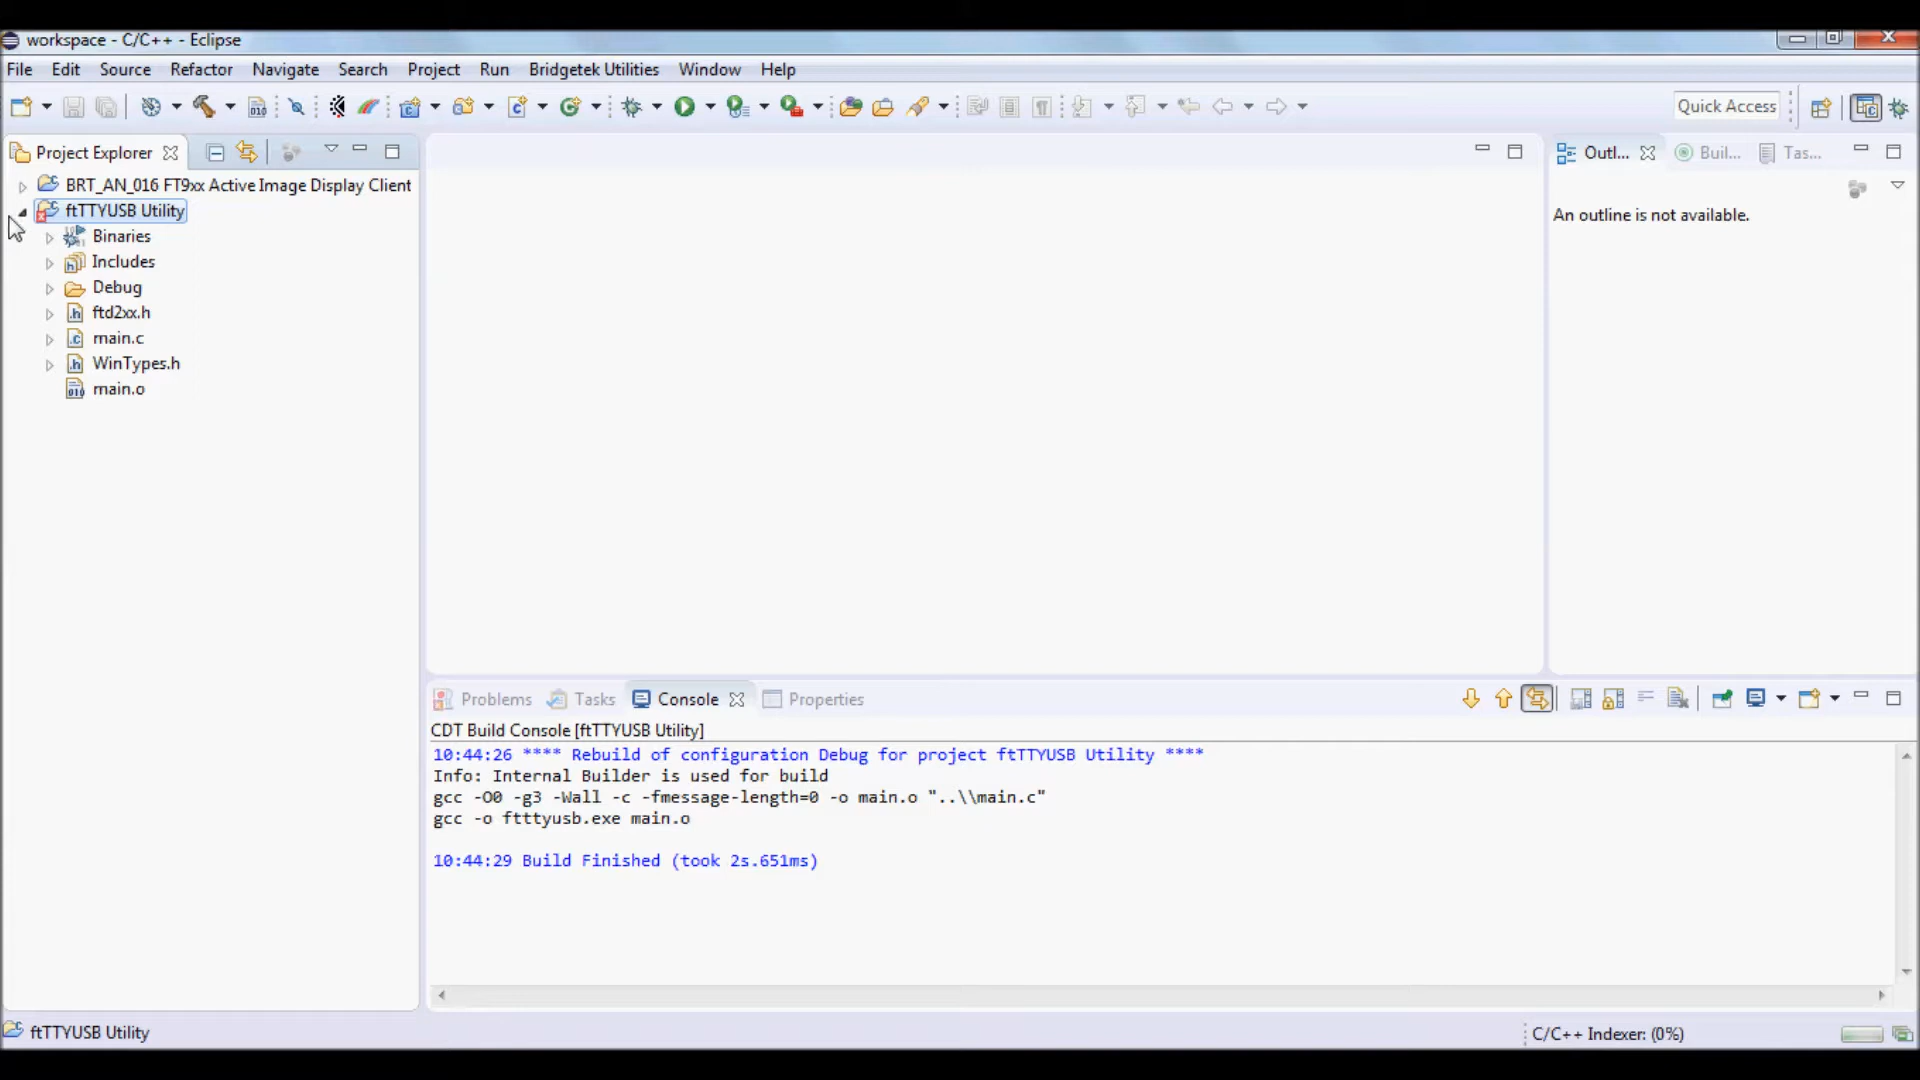 workspace - C/C++ - Eclipse
File Edit Source Refactor Navigate Search Project Run Bridgetek Utilities Window Help
Quick Access
Project Explorer
BRT_AN_016 FT9xx Active Image Display Client
ftTTYUSB Utility
Binaries
Includes
Debug
ftd2xx.h
main.c
WinTypes.h
main.o
Outl... Buil... Tas...
An outline is not available.
Problems Tasks Console Properties
CDT Build Console [ftTTYUSB Utility]
10:44:26 **** Rebuild of configuration Debug for project ftTTYUSB Utility ****
Info: Internal Builder is used for build
gcc -O0 -g3 -Wall -c -fmessage-length=0 -o main.o "..\\main.c"
gcc -o ftttyusb.exe main.o
10:44:29 Build Finished (took 2s.651ms)
ftTTYUSB Utility
C/C++ Indexer: (0%)